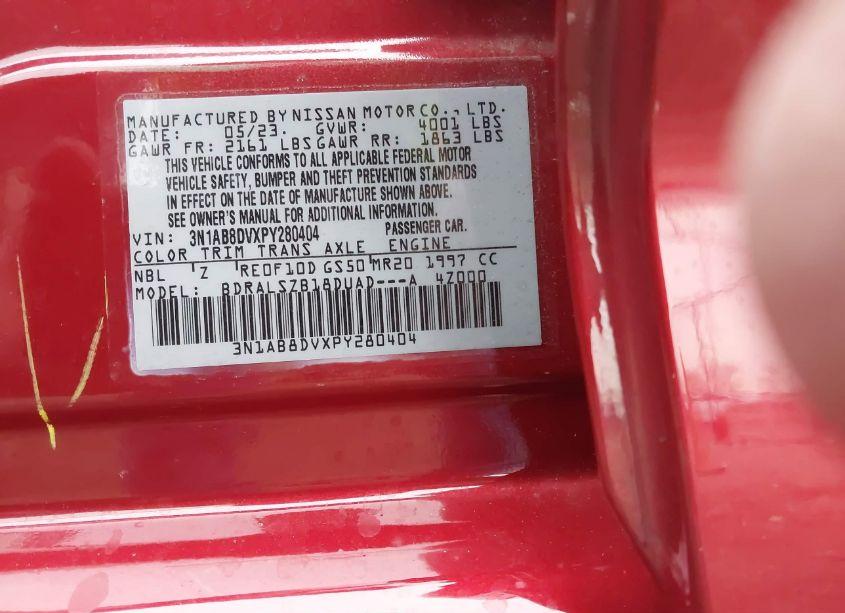 MANUFACTURED BY NISSAN MOTOR CO., LTD.
DATE: 05/23. GVWR: 4001 LBS
GAWR FR: 2161 LBS GAWR RR: 1863 LBS
THIS VEHICLE CONFORMS TO ALL APPLICABLE FEDERAL MOTOR
VEHICLE SAFETY, BUMPER AND THEFT PREVENTION STANDARDS
IN EFFECT ON THE DATE OF MANUFACTURE SHOWN ABOVE.
SEE OWNER'S MANUAL FOR ADDITIONAL INFORMATION.
VIN: 3N1AB8DVXPY280404 PASSENGER CAR.
COLOR TRIM TRANS AXLE ENGINE
NBL Z RE0F10D GS50 MR20 1997 CC
MODEL: BDRALSZB18DUAD---A 4Z000
3N1AB8DVXPY280404